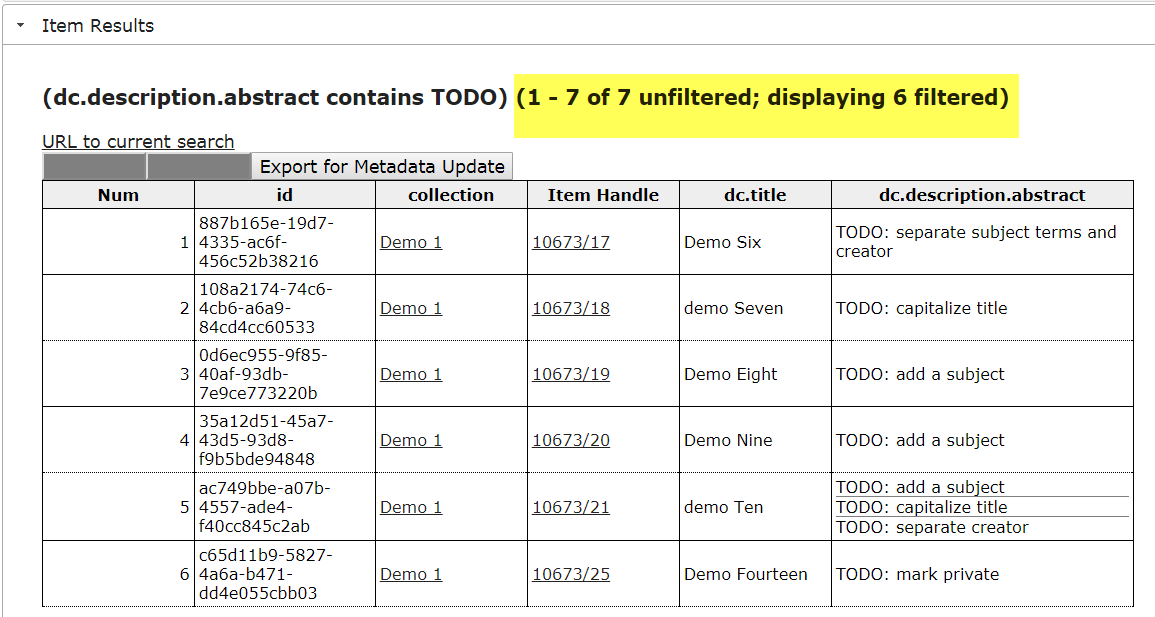 Item Results
(dc.description.abstract contains TODO) (1 - 7 of 7 unfiltered; displaying 6 filtered)
URL to current search
Export for Metadata Update
Num id collection Item Handle dc.title dc.description.abstract
1 887b165e-19d7-4335-ac6f-456c52b38216 Demo 1 10673/17 Demo Six TODO: separate subject terms and creator
2 108a2174-74c6-4cb6-a6a9-84cd4cc60533 Demo 1 10673/18 demo Seven TODO: capitalize title
3 0d6ec955-9f85-40af-93db-7e9ce773220b Demo 1 10673/19 Demo Eight TODO: add a subject
4 35a12d51-45a7-43d5-93d8-f9b5bde94848 Demo 1 10673/20 Demo Nine TODO: add a subject
5 ac749bbe-a07b-4557-ade4-f40cc845c2ab Demo 1 10673/21 demo Ten TODO: add a subject
TODO: capitalize title
TODO: separate creator
6 c65d11b9-5827-4a6a-b471-dd4e055cbb03 Demo 1 10673/25 Demo Fourteen TODO: mark private